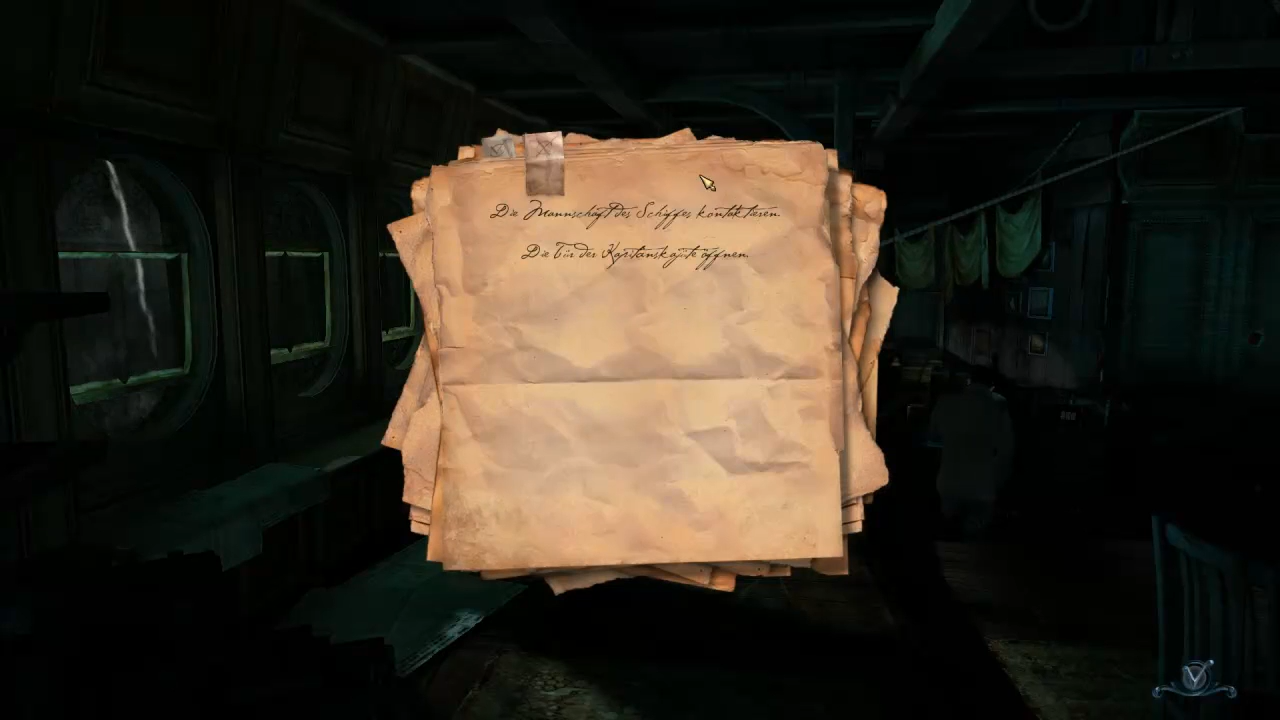 Die Mannschaft des Schiffes kontaktieren.
Die Tür der Kapitänskajüte öffnen.